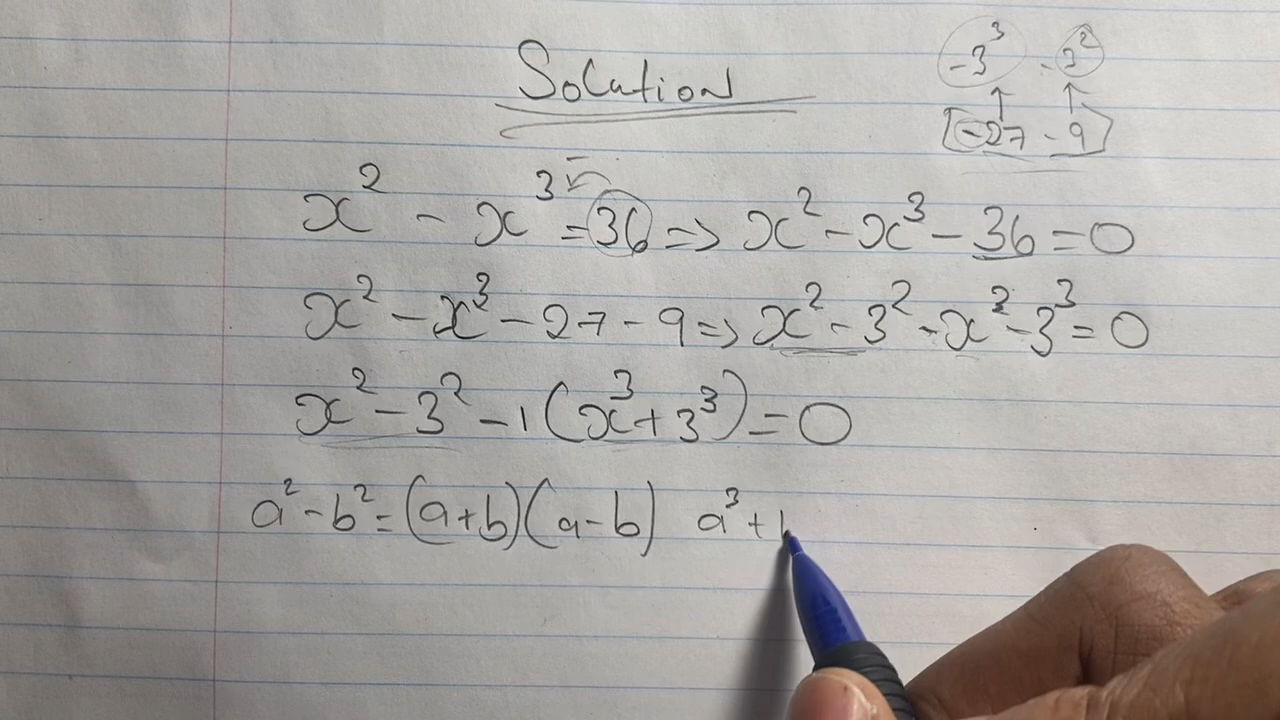 Solution
-3³ - 3²
[-27 - 9]
x² - x³ = 36 => x² - x³ - 36 = 0
x² - x³ - 27 - 9 => x² - 3² - x³ - 3³ = 0
x² - 3² - 1(x³ + 3³) = 0
a² - b² = (a+b)(a-b) a³ +